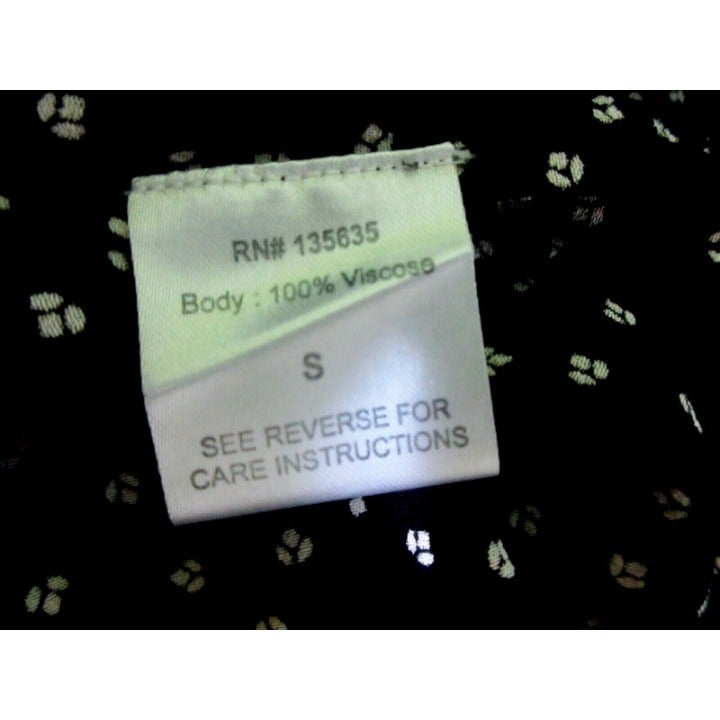 RN# 135635
Body : 100% Viscose
S
SEE REVERSE FOR
CARE INSTRUCTIONS